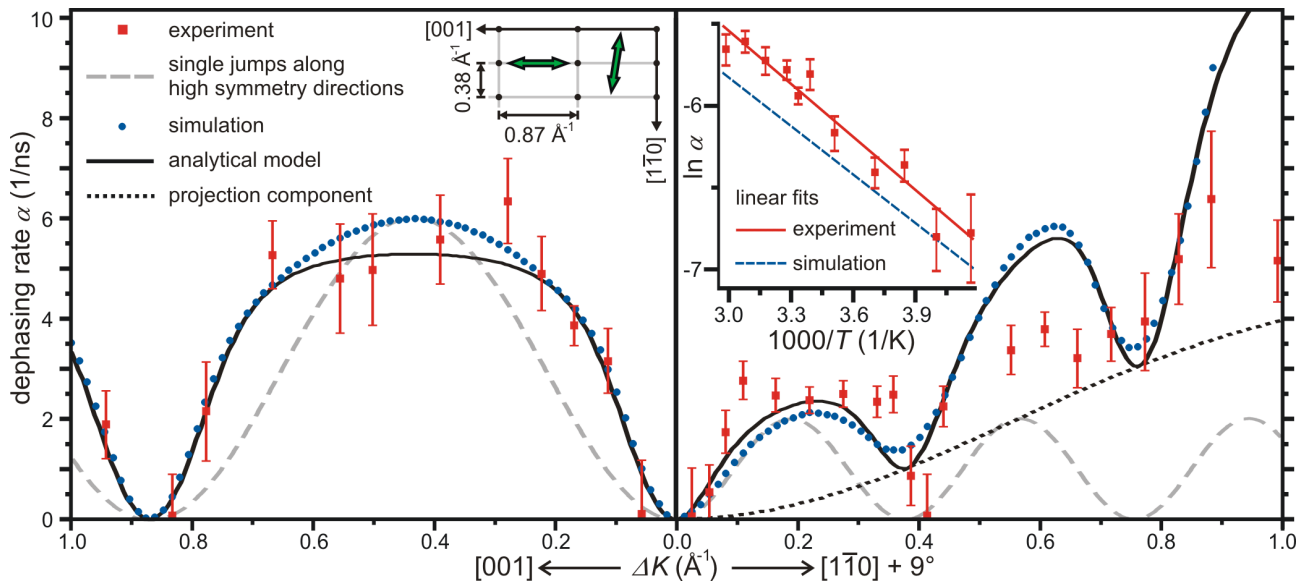 10
8
6
4
2
0
dephasing rate α (1/ns)
experiment
single jumps along
high symmetry directions
simulation
analytical model
projection component
[001]
0.38 Å⁻¹
0.87 Å⁻¹
[11̅0]
-6
-7
ln α
linear fits
experiment
simulation
3.0 3.3 3.6 3.9
1000/T (1/K)
1.0 0.8 0.6 0.4 0.2 0.0 0.2 0.4 0.6 0.8 1.0
[001] ΔK (Å⁻¹) [11̅0] + 9°